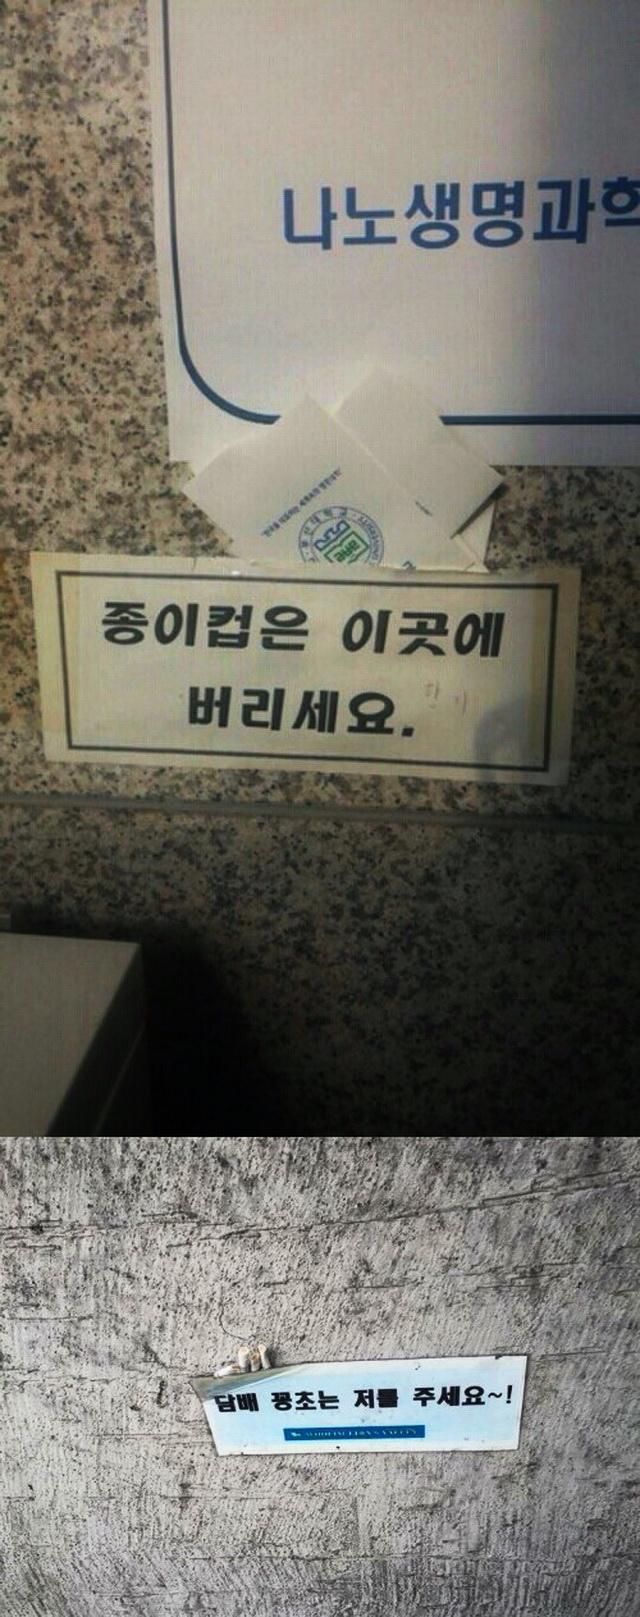 나노생명과학
종이컵은 이곳에
버리세요.
담배 꽁초는 저를 주세요~!